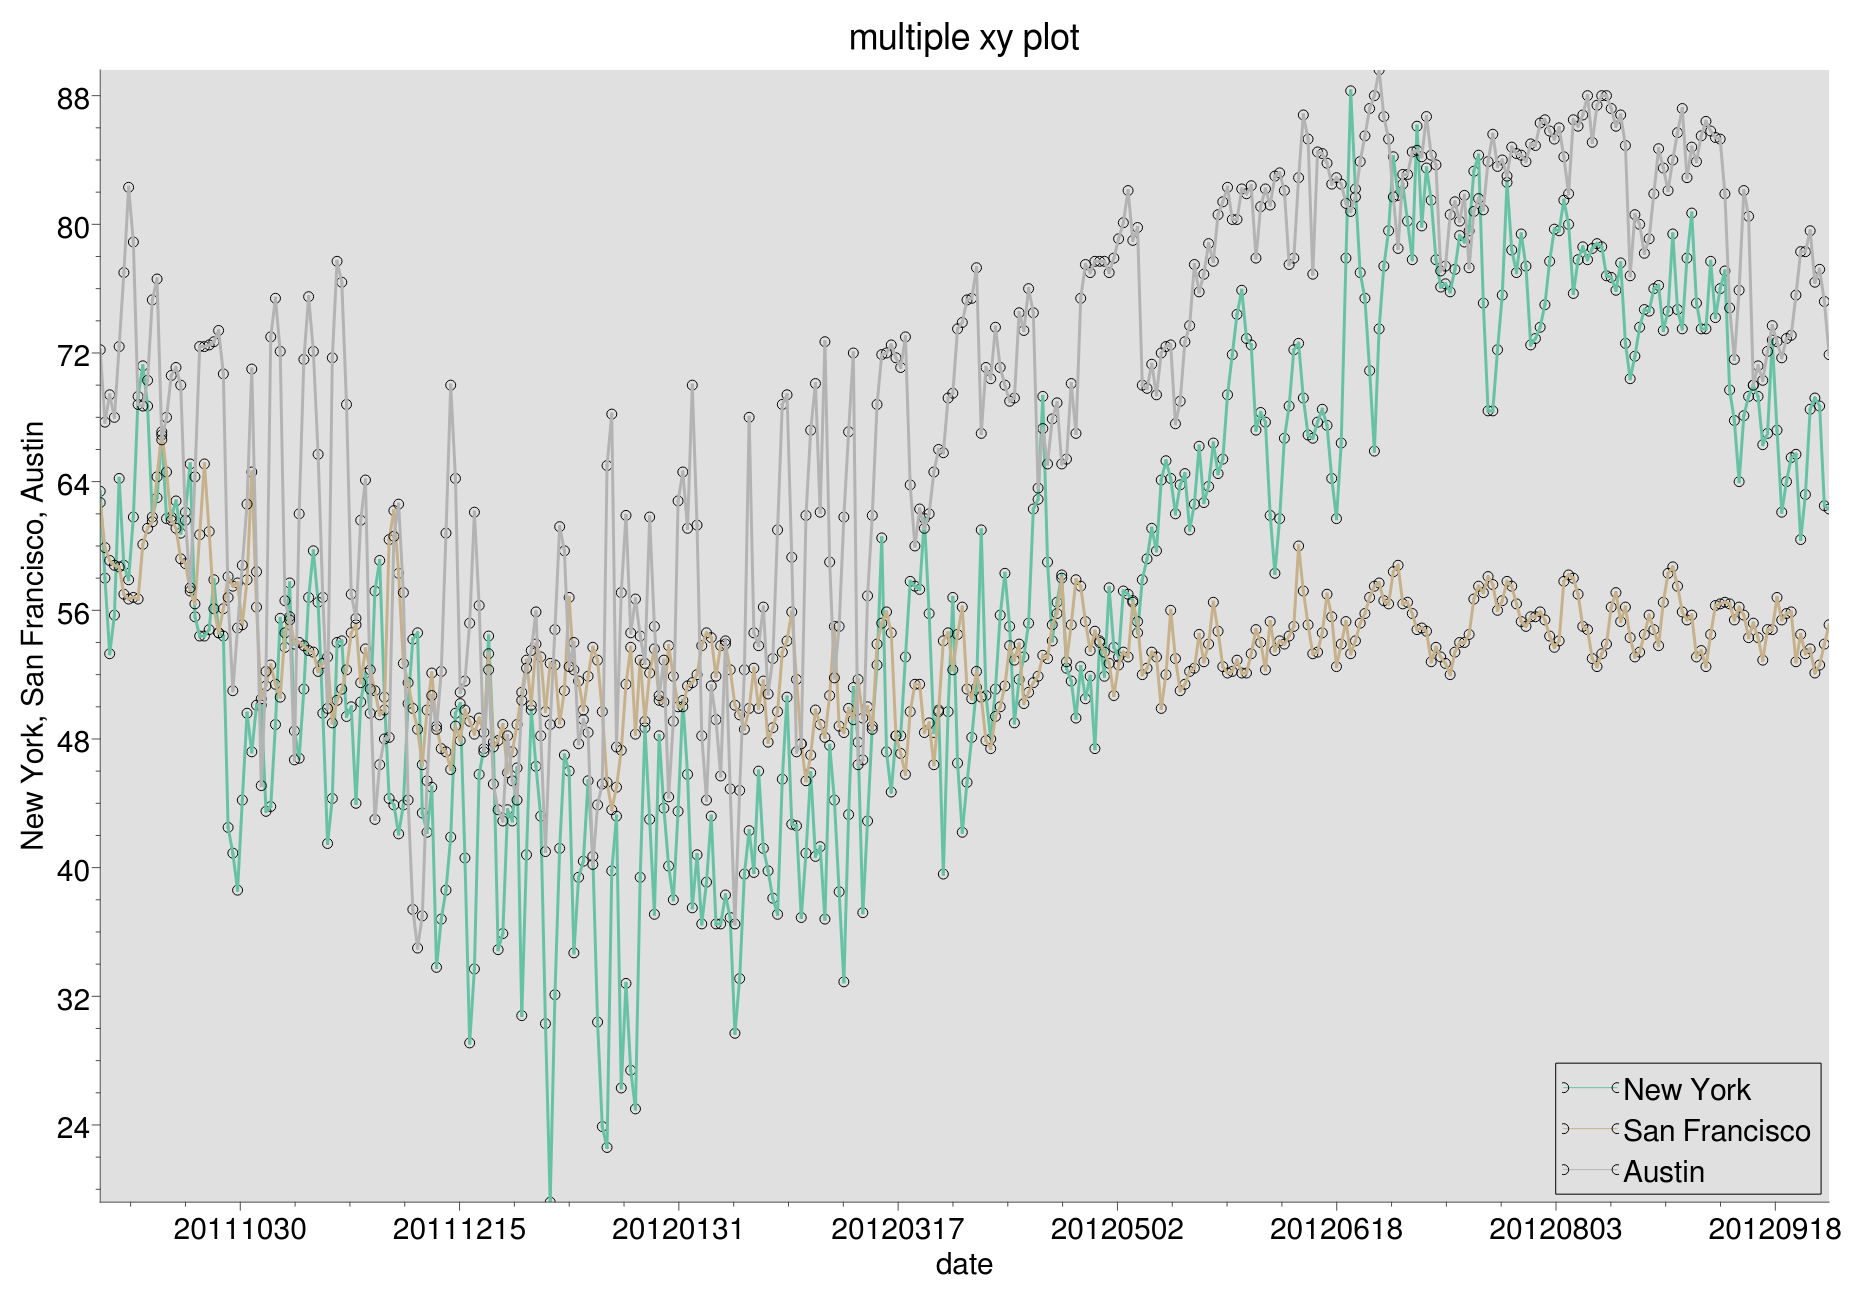 multiple xy plot
88
80
72
64
56
48
40
32
24
New York, San Francisco, Austin
New York
San Francisco
Austin
20111030
20111215
20120131
20120317
20120502
20120618
20120803
20120918
date